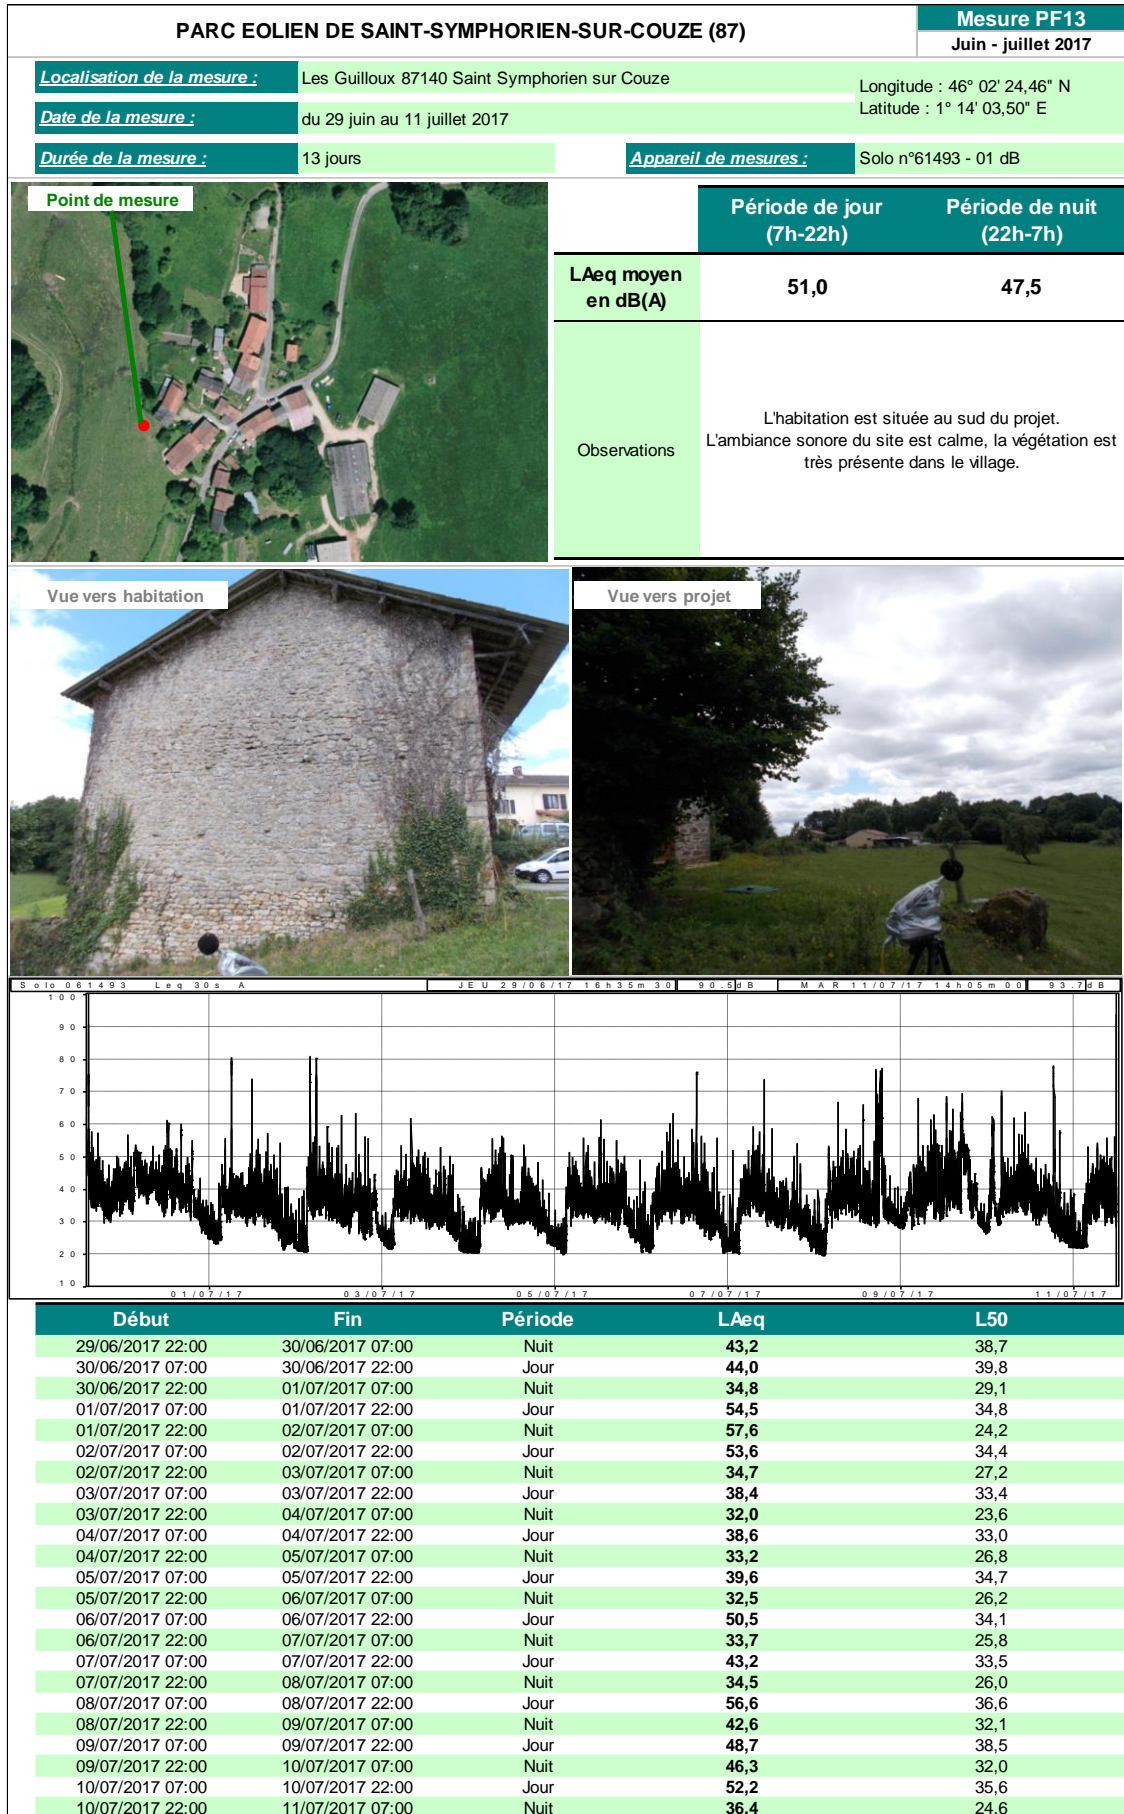 PARC EOLIEN DE SAINT-SYMPHORIEN-SUR-COUZE (87)
Mesure PF13
Juin - juillet 2017
Localisation de la mesure : Les Guilloux 87140 Saint Symphorien sur Couze
Longitude : 46° 02' 24,46" N
Latitude : 1° 14' 03,50" E
Date de la mesure : du 29 juin au 11 juillet 2017
Durée de la mesure : 13 jours Appareil de mesures : Solo n°61493 - 01 dB
Point de mesure
Période de jour (7h-22h) Période de nuit (22h-7h)
LAeq moyen en dB(A) 51,0 47,5
Observations
L'habitation est située au sud du projet.
L'ambiance sonore du site est calme, la végétation est
très présente dans le village.
Vue vers habitation
Vue vers projet
Solo 061493 Leq 30s A JEU 29/06/17 16h35m30 90.5dB MAR 11/07/17 14h05m00 93.7dB
100
90
80
70
60
50
40
30
20
10
01/07/17 03/07/17 05/07/17 07/07/17 09/07/17 11/07/17
Début Fin Période LAeq L50
29/06/2017 22:00 30/06/2017 07:00 Nuit 43,2 38,7
30/06/2017 07:00 30/06/2017 22:00 Jour 44,0 39,8
30/06/2017 22:00 01/07/2017 07:00 Nuit 34,8 29,1
01/07/2017 07:00 01/07/2017 22:00 Jour 54,5 34,8
01/07/2017 22:00 02/07/2017 07:00 Nuit 57,6 24,2
02/07/2017 07:00 02/07/2017 22:00 Jour 53,6 34,4
02/07/2017 22:00 03/07/2017 07:00 Nuit 34,7 27,2
03/07/2017 07:00 03/07/2017 22:00 Jour 38,4 33,4
03/07/2017 22:00 04/07/2017 07:00 Nuit 32,0 23,6
04/07/2017 07:00 04/07/2017 22:00 Jour 38,6 33,0
04/07/2017 22:00 05/07/2017 07:00 Nuit 33,2 26,8
05/07/2017 07:00 05/07/2017 22:00 Jour 39,6 34,7
05/07/2017 22:00 06/07/2017 07:00 Nuit 32,5 26,2
06/07/2017 07:00 06/07/2017 22:00 Jour 50,5 34,1
06/07/2017 22:00 07/07/2017 07:00 Nuit 33,7 25,8
07/07/2017 07:00 07/07/2017 22:00 Jour 43,2 33,5
07/07/2017 22:00 08/07/2017 07:00 Nuit 34,5 26,0
08/07/2017 07:00 08/07/2017 22:00 Jour 56,6 36,6
08/07/2017 22:00 09/07/2017 07:00 Nuit 42,6 32,1
09/07/2017 07:00 09/07/2017 22:00 Jour 48,7 38,5
09/07/2017 22:00 10/07/2017 07:00 Nuit 46,3 32,0
10/07/2017 07:00 10/07/2017 22:00 Jour 52,2 35,6
10/07/2017 22:00 11/07/2017 07:00 Nuit 36,4 24,6